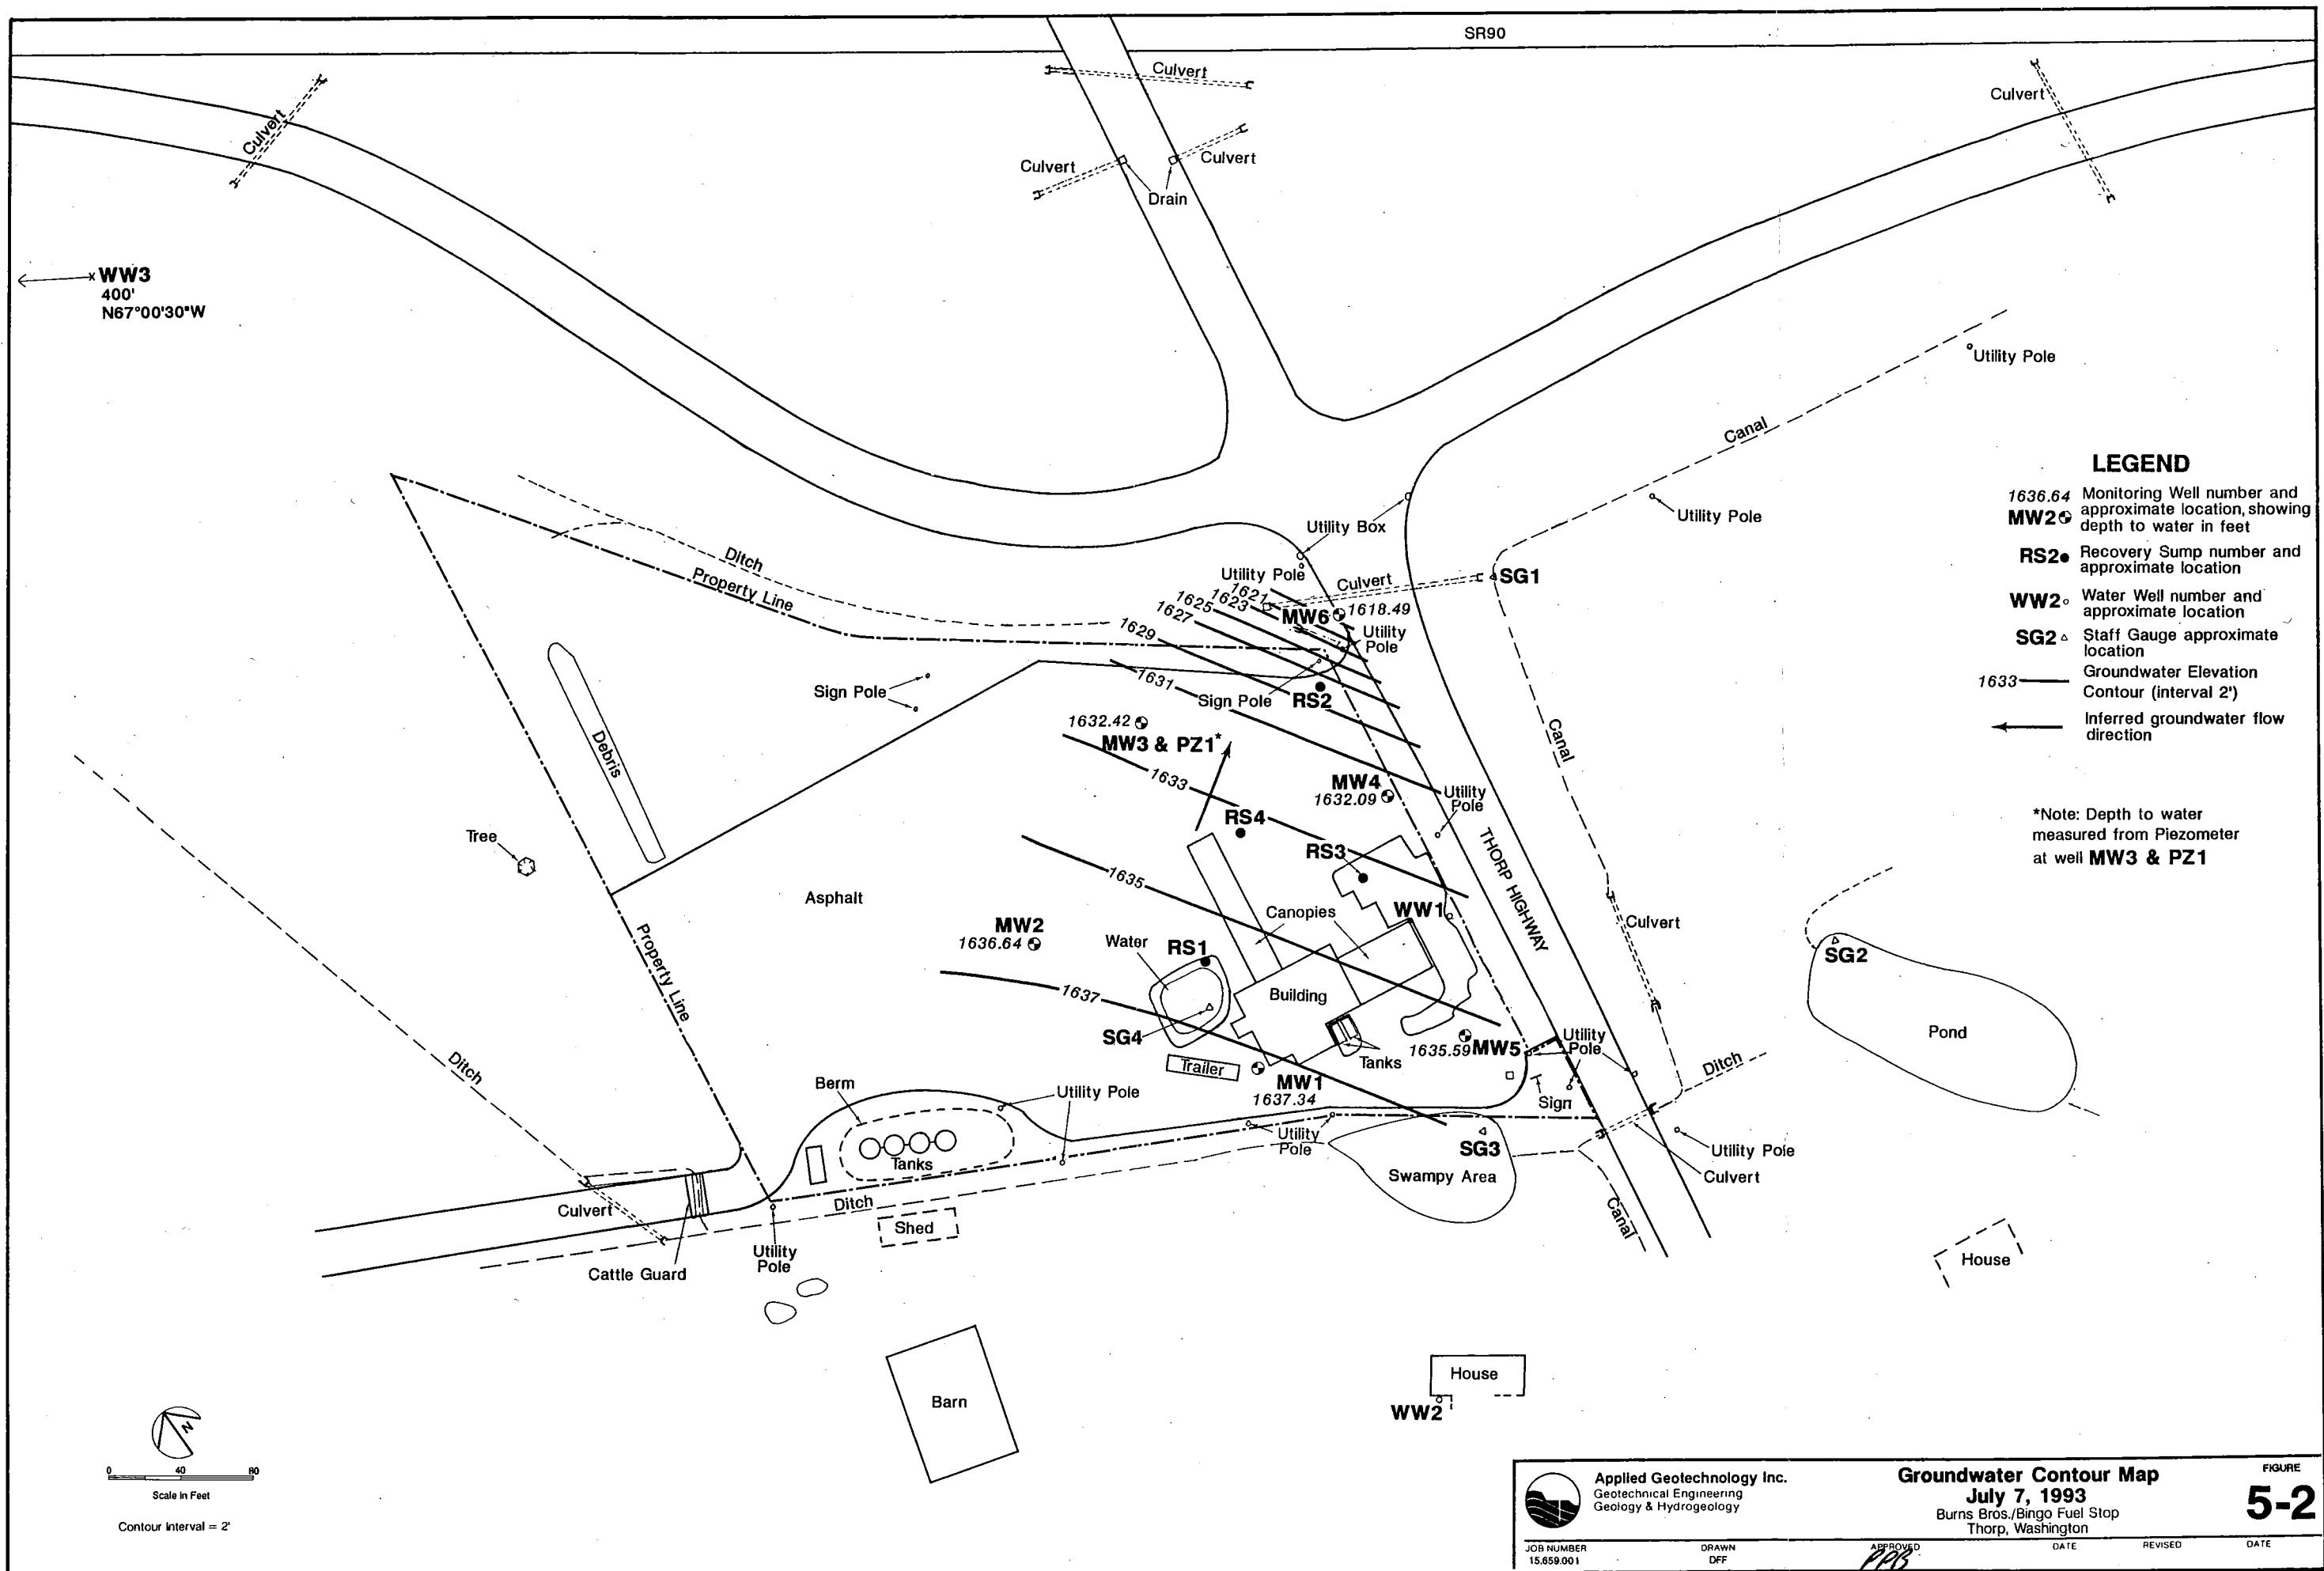 SR90
Culvert
Culvert
Culvert
Culvert
Culvert
Drain
WW3
400'
N67°00'30"W
Utility Pole
Canal
LEGEND
1636.64 Monitoring Well number and
MW2 approximate location, showing
depth to water in feet
RS2 Recovery Sump number and
approximate location
WW2 Water Well number and
approximate location
SG2 Staff Gauge approximate
location
1633 Groundwater Elevation
Contour (interval 2')
Inferred groundwater flow
direction
*Note: Depth to water
measured from Piezometer
at well MW3 & PZ1
Utility Pole
Utility Box
Utility Pole
Culvert
SG1
Ditch
Property Line
1621
1623
1625
1627
1629
1631
MW6 1618.49
Utility
Pole
Sign Pole
Sign Pole
RS2
1632.42
MW3 & PZ1*
1633
MW4
1632.09
Utility
Pole
Canal
Debris
Tree
RS4
RS3
THORP HIGHWAY
1635
Asphalt
Canopies
WW1
Culvert
MW2
1636.64
Water
RS1
SG2
Property Line
1637
Building
Pond
SG4
Tanks
1635.59 MW5
Utility
Pole
Ditch
Ditch
Trailer
MW1
1637.34
Berm
Utility Pole
Sign
Utility
Pole
SG3
Utility Pole
Tanks
Swampy Area
Culvert
Culvert
Ditch
Shed
Canal
Utility
Pole
Cattle Guard
House
Barn
House
WW2
N
0 40 80
Scale in Feet
Contour Interval = 2'
Applied Geotechnology Inc.
Geotechnical Engineering
Geology & Hydrogeology
Groundwater Contour Map
July 7, 1993
Burns Bros./Bingo Fuel Stop
Thorp, Washington
FIGURE
5-2
JOB NUMBER DRAWN APPROVED DATE REVISED DATE
15,659.001 DFF PPB